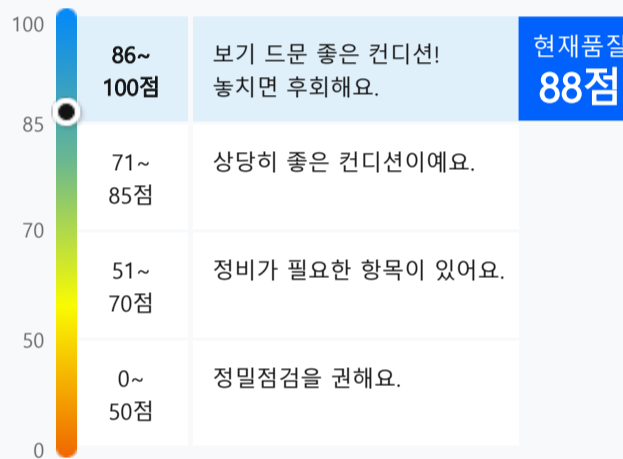 100
85
70
50
0
86~
100점
보기 드문 좋은 컨디션!
놓치면 후회해요.
현재품질
88점
71~
85점
상당히 좋은 컨디션이예요.
51~
70점
정비가 필요한 항목이 있어요.
0~
50점
정밀점검을 권해요.